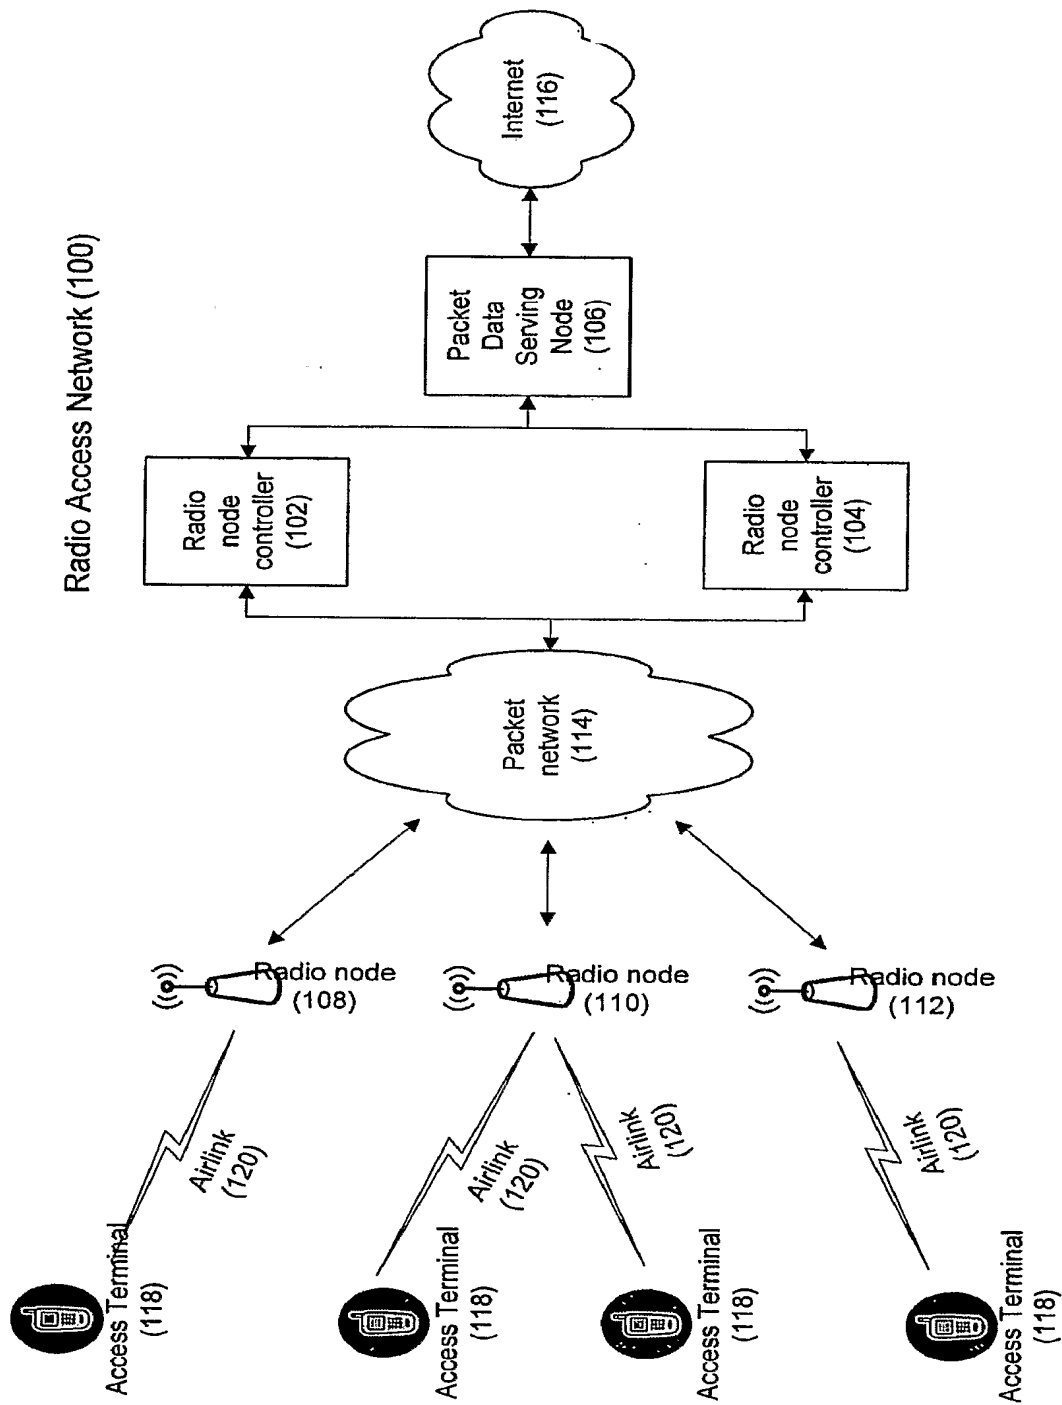 Radio Access Network (100)
Access Terminal
(118)
Airlink
(120)
Radio node
(108)
Radio
node
controller
(102)
Access Terminal
(118)
Airlink
(120)
Radio node
(110)
Packet
network
(114)
Packet
Data
Serving
Node
(106)
Internet
(116)
Airlink
(120)
Access Terminal
(118)
Radio
node
controller
(104)
Radio node
(112)
Airlink
(120)
Access Terminal
(118)